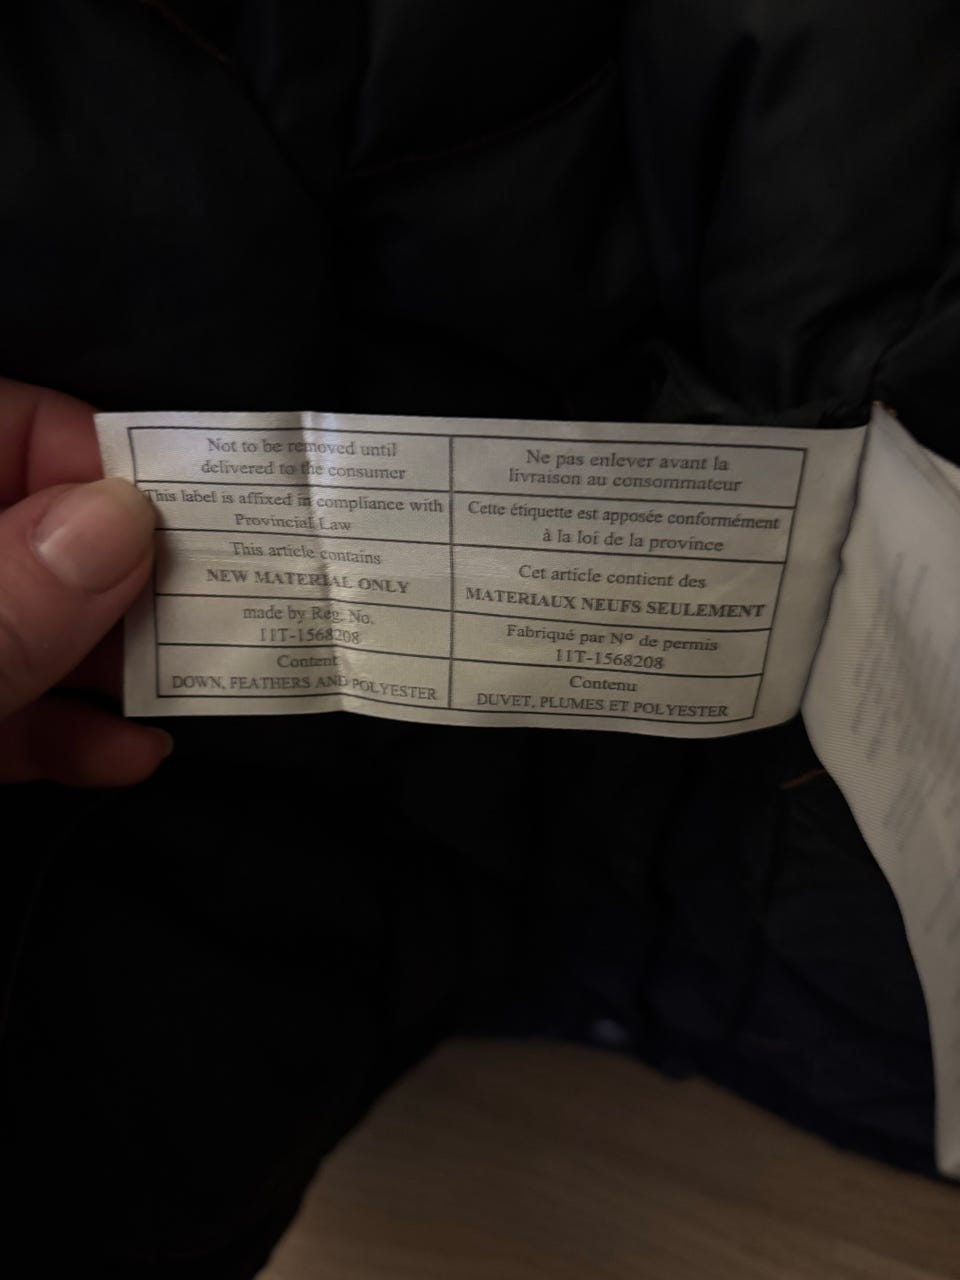 Not to be removed until
delivered to the consumer
This label is affixed in compliance with
Provincial Law
This article contains
NEW MATERIAL ONLY
made by Reg. No.
11T-1568208
Content
DOWN, FEATHERS AND POLYESTER
Ne pas enlever avant la
livraison au consommateur
Cette étiquette est apposée conformément
à la loi de la province
Cet article contient des
MATERIAUX NEUFS SEULEMENT
Fabriqué par Nº de permis
11T-1568208
Contenu
DUVET, PLUMES ET POLYESTER